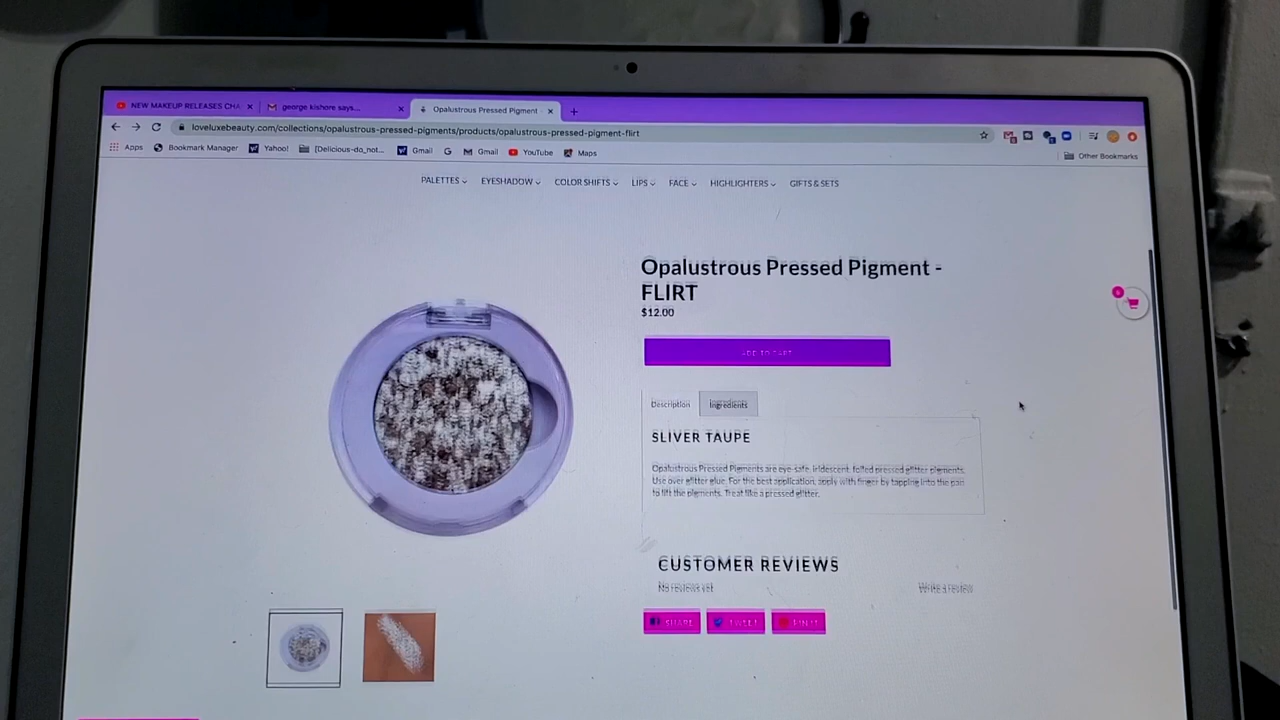 NEW MAKEUP RELEASES CHA
george kishore says...
Opalustrous Pressed Pigment -
loveluxebeauty.com/collections/opalustrous-pressed-pigments/products/opalustrous-pressed-pigment-flirt
Apps Bookmark Manager Yahoo! [Delicious-do_not... Gmail G Gmail YouTube Maps Other Bookmarks
PALETTES EYESHADOW COLOR SHIFTS LIPS FACE HIGHLIGHTERS GIFTS & SETS
Opalustrous Pressed Pigment -
FLIRT
$12.00
ADD TO CART
Description Ingredients
SLIVER TAUPE
Opalustrous Pressed Pigments are eye-safe, iridescent, foiled pressed glitter pigments.
Use over glitter glue. For the best application, apply with finger by tapping into the pan
to lift the pigments. Treat like a pressed glitter.
CUSTOMER REVIEWS
No reviews yet Write a review
SHARE TWEET PIN IT